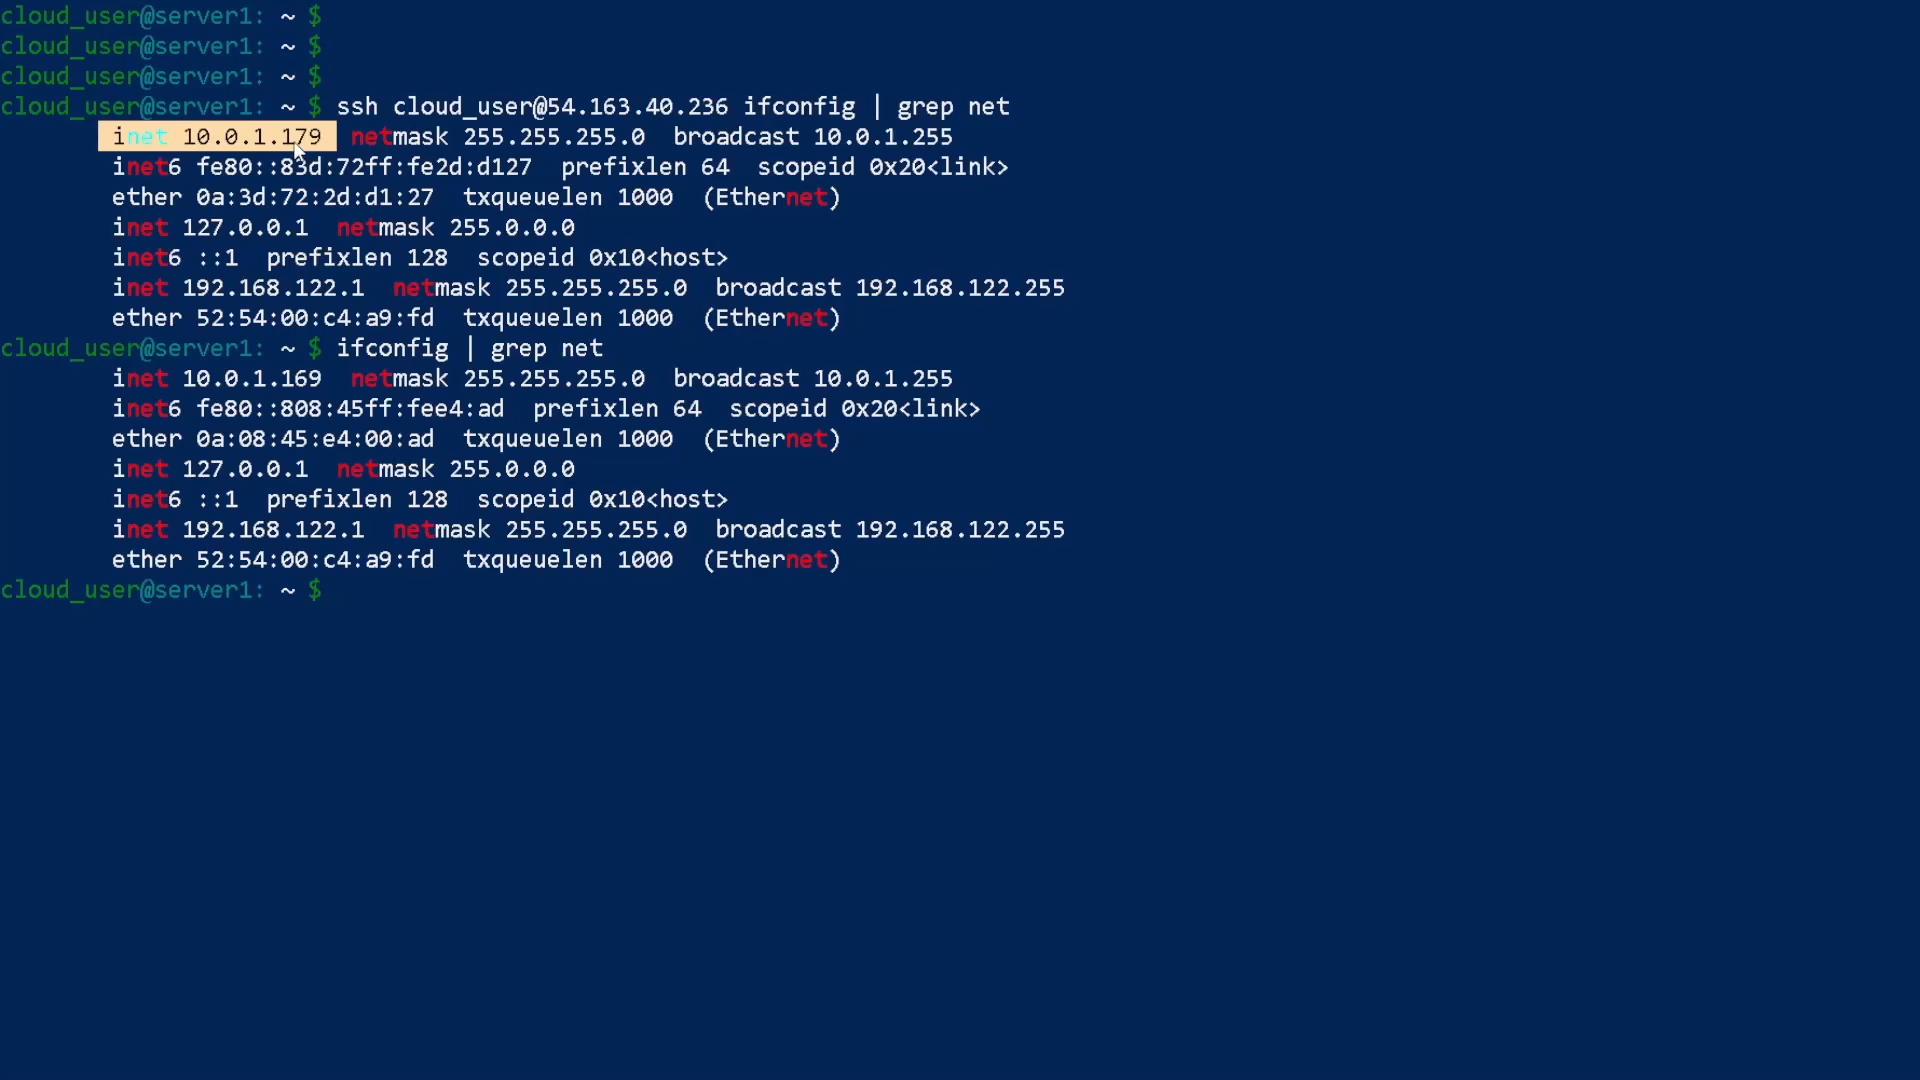 cloud_user@server1: ~ $
cloud_user@server1: ~ $
cloud_user@server1: ~ $
cloud_user@server1: ~ $ ssh cloud_user@54.163.40.236 ifconfig | grep net
inet 10.0.1.179  netmask 255.255.255.0  broadcast 10.0.1.255
inet6 fe80::83d:72ff:fe2d:d127  prefixlen 64  scopeid 0x20<link>
ether 0a:3d:72:2d:d1:27  txqueuelen 1000  (Ethernet)
inet 127.0.0.1  netmask 255.0.0.0
inet6 ::1  prefixlen 128  scopeid 0x10<host>
inet 192.168.122.1  netmask 255.255.255.0  broadcast 192.168.122.255
ether 52:54:00:c4:a9:fd  txqueuelen 1000  (Ethernet)
cloud_user@server1: ~ $ ifconfig | grep net
inet 10.0.1.169  netmask 255.255.255.0  broadcast 10.0.1.255
inet6 fe80::808:45ff:fee4:ad  prefixlen 64  scopeid 0x20<link>
ether 0a:08:45:e4:00:ad  txqueuelen 1000  (Ethernet)
inet 127.0.0.1  netmask 255.0.0.0
inet6 ::1  prefixlen 128  scopeid 0x10<host>
inet 192.168.122.1  netmask 255.255.255.0  broadcast 192.168.122.255
ether 52:54:00:c4:a9:fd  txqueuelen 1000  (Ethernet)
cloud_user@server1: ~ $